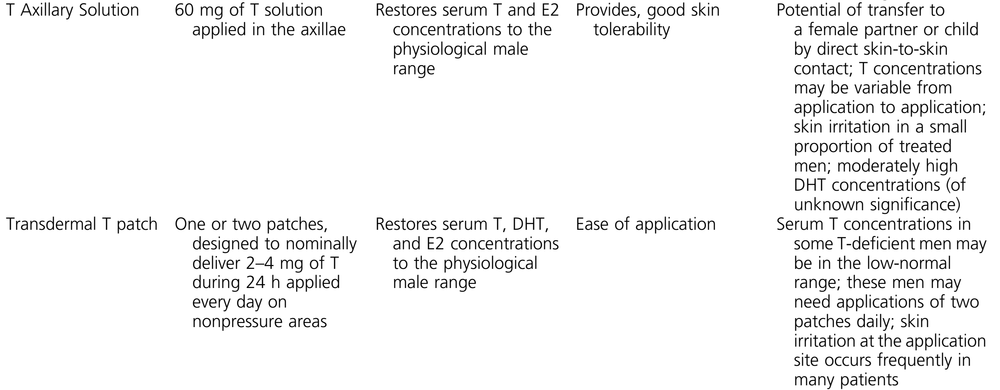 T Axillary Solution
60 mg of T solution
applied in the axillae
Restores serum T and E2
concentrations to the
physiological male
range
Provides, good skin
tolerability
Potential of transfer to
a female partner or child
by direct skin-to-skin
contact; T concentrations
may be variable from
application to application;
skin irritation in a small
proportion of treated
men; moderately high
DHT concentrations (of
unknown significance)
Transdermal T patch
One or two patches,
designed to nominally
deliver 2–4 mg of T
during 24 h applied
every day on
nonpressure areas
Restores serum T, DHT,
and E2 concentrations
to the physiological
male range
Ease of application
Serum T concentrations in
some T-deficient men may
be in the low-normal
range; these men may
need applications of two
patches daily; skin
irritation at the application
site occurs frequently in
many patients